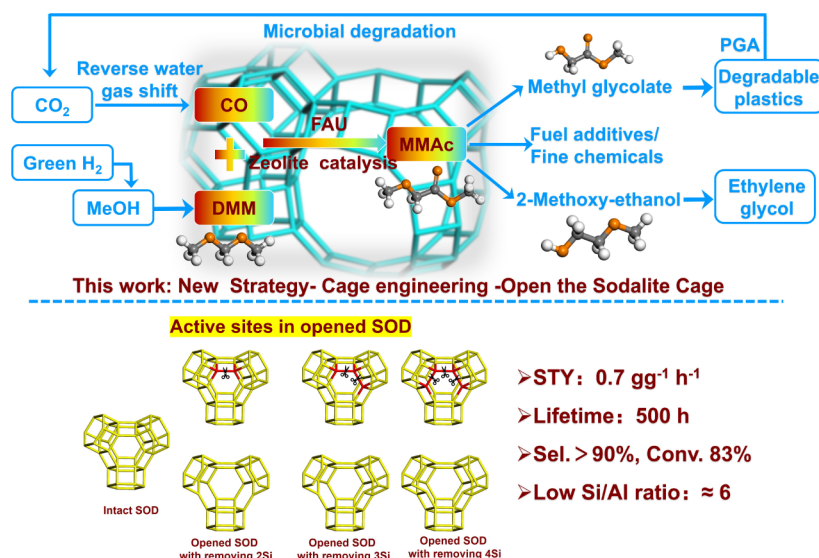 Microbial degradation
PGA
Reverse water
gas shift
CO₂
CO
Methyl glycolate
Degradable
plastics
FAU
MMAc
Zeolite catalysis
Fuel additives/
Fine chemicals
Green H₂
MeOH
DMM
2-Methoxy-ethanol
Ethylene
glycol
This work: New Strategy- Cage engineering -Open the Sodalite Cage
Active sites in opened SOD
➢STY：0.7 gg⁻¹ h⁻¹
➢Lifetime：500 h
➢Sel.＞90%, Conv. 83%
➢Low Si/Al ratio：≈ 6
Intact SOD
Opened SOD
with removing 2Si
Opened SOD
with removing 3Si
Opened SOD
with removing 4Si